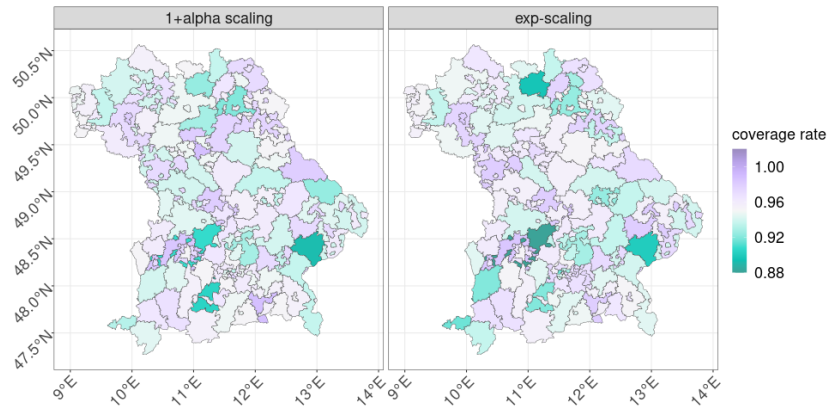 1+alpha scaling
exp-scaling
50.5°N
50.0°N
49.5°N
49.0°N
48.5°N
48.0°N
47.5°N
9°E
10°E
11°E
12°E
13°E
14°E
9°E
10°E
11°E
12°E
13°E
14°E
coverage rate
1.00
0.96
0.92
0.88